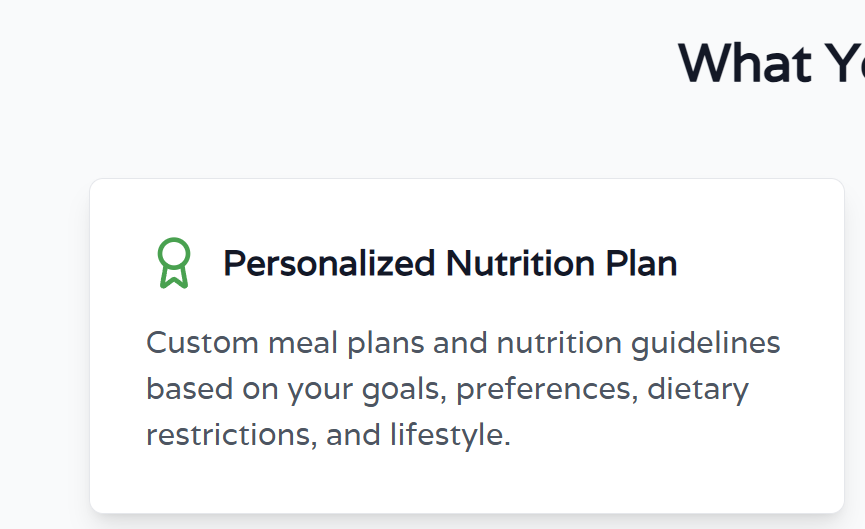 What
Personalized Nutrition Plan
Custom meal plans and nutrition guidelines
based on your goals, preferences, dietary
restrictions, and lifestyle.